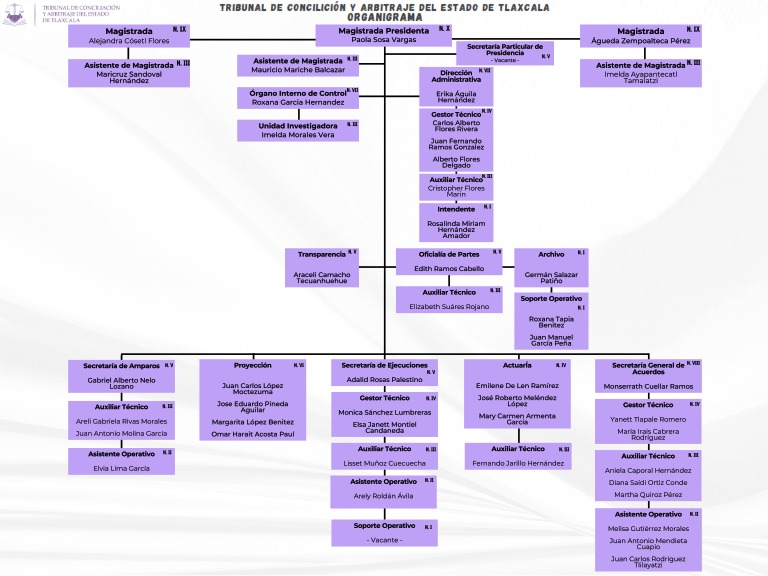 TRIBUNAL DE CONCILIACIÓN
Y ARBITRAJE DEL ESTADO
DE TLAXCALA
TRIBUNAL DE CONCILICIÓN Y ARBITRAJE DEL ESTADO DE TLAXCALA
ORGANIGRAMA
Magistrada N. IX
Alejandra Cósetl Flores
Asistente de Magistrada N. III
Maricruz Sandoval
Hernández
Magistrada Presidenta N. X
Paola Sosa Vargas
Magistrada N. IX
Águeda Zempoalteca Pérez
Asistente de Magistrada N. III
Imelda Ayapantecatl
Tamalatzi
Secretaría Particular de
Presidencia N. V
- Vacante -
Asistente de Magistrada N. III
Mauricio Mariche Balcazar
Órgano Interno de Control N. VII
Roxana Garcia Hernandez
Unidad Investigadora N. III
Imelda Morales Vera
Dirección N. VII
Administrativa
Erika Águila
Hernández
Gestor Técnico N. IV
Carlos Alberto
Flores Rivera
Juan Fernando
Ramos Gonzalez
Alberto Flores
Delgado
Auxiliar Técnico N. III
Cristopher Flores
Marin
Intendente N. I
Rosalinda Miriam
Hernández
Amador
Transparencia N. V
Araceli Camacho
Tecuanhuehue
Oficialía de Partes N. V
Edith Ramos Cabello
Auxiliar Técnico N. III
Elizabeth Suáres Rojano
Archivo N. I
Germán Salazar
Patiño
Soporte Operativo
N. I
Roxana Tapia
Benitez
Juan Manuel
García Peña
Secretaría de Amparos N. V
Gabriel Alberto Nelo
Lozano
Auxiliar Técnico N. III
Areli Gabriela Rivas Morales
Juan Antonio Molina García
Asistente Operativo N. II
Elvia Lima García
Proyección N. VI
Juan Carlos López
Moctezuma
Jose Eduardo Pineda
Aguilar
Margarita López Benitez
Omar Harait Acosta Paul
Secretaría de Ejecuciones
N. V
Adalid Rosas Palestino
Gestor Técnico N. IV
Monica Sánchez Lumbreras
Elsa Janett Montiel
Candaneda
Auxiliar Técnico N. III
Lisset Muñoz Cuecuecha
Asistente Operativo N. II
Arely Roldán Ávila
Soporte Operativo N. I
- Vacante -
Actuaría N. IV
Emilene De Len Ramírez
José Roberto Meléndez
López
Mary Carmen Armenta
García
Auxiliar Técnico N. III
Fernando Jarillo Hernández
Secretaría General de N. VIII
Acuerdos
Monserrath Cuellar Ramos
Gestor Técnico N. IV
Yanett Tlapale Romero
Maria Irais Cabrera
Rodríguez
Auxiliar Técnico N. III
Aniela Caporal Hernández
Diana Saidi Ortiz Conde
Martha Quiroz Pérez
Asistente Operativo N. II
Melisa Gutiérrez Morales
Juan Antonio Mendieta
Cuapio
Juan Carlos Rodríguez
Tlilayatzi